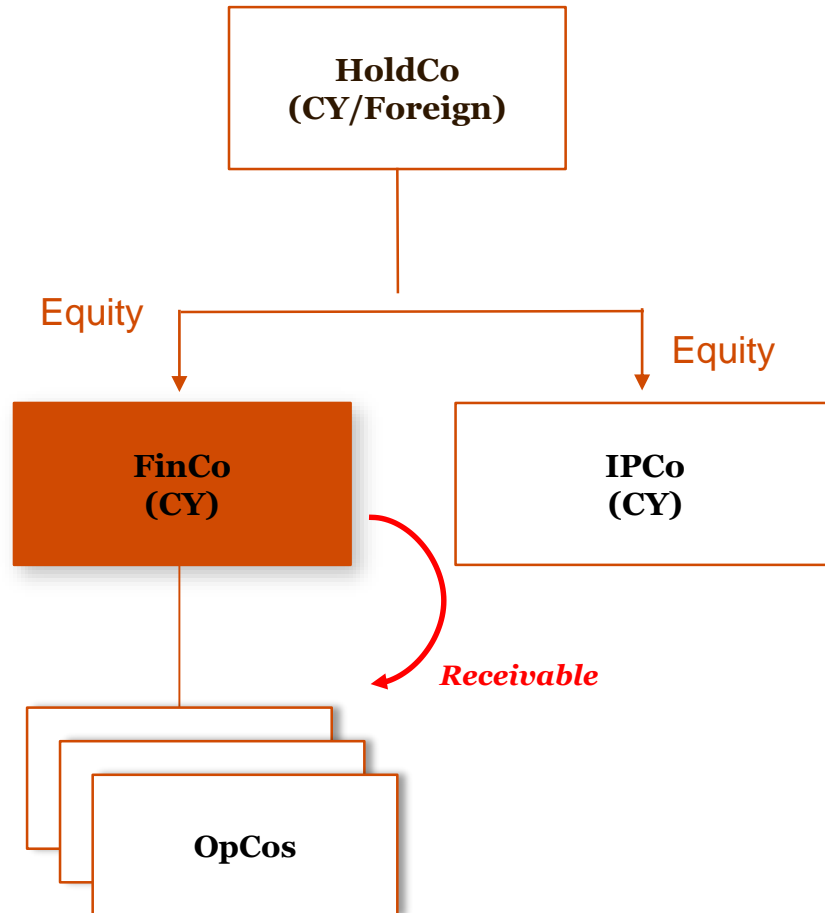 HoldCo
(CY/Foreign)
Equity
Equity
FinCo
(CY)
IPCo
(CY)
Receivable
OpCos